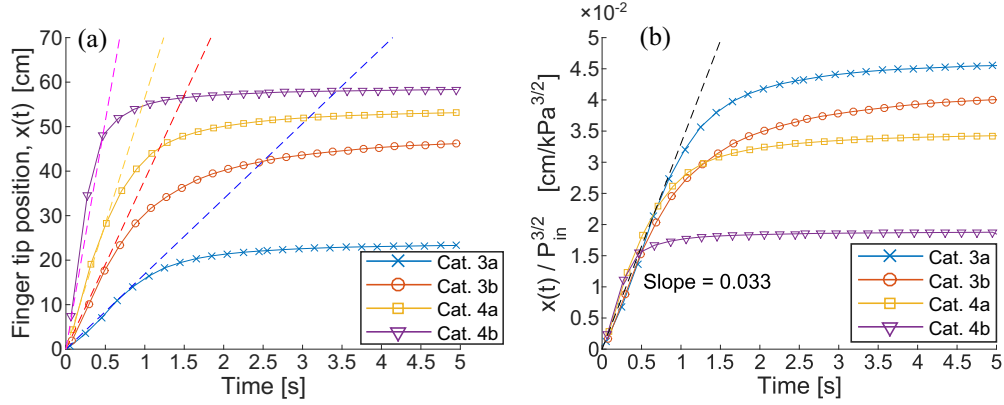 (a)
Finger tip position, x(t) [cm]
70
60
50
40
30
20
10
0
0 0.5 1 1.5 2 2.5 3 3.5 4 4.5 5
Time [s]
Cat. 3a
Cat. 3b
Cat. 4a
Cat. 4b
(b)
×10⁻²
x(t) / P_in^3/2 [cm/kPa^3/2]
5
4.5
4
3.5
3
2.5
2
1.5
1
0.5
0
0 0.5 1 1.5 2 2.5 3 3.5 4 4.5 5
Time [s]
Slope = 0.033
Cat. 3a
Cat. 3b
Cat. 4a
Cat. 4b